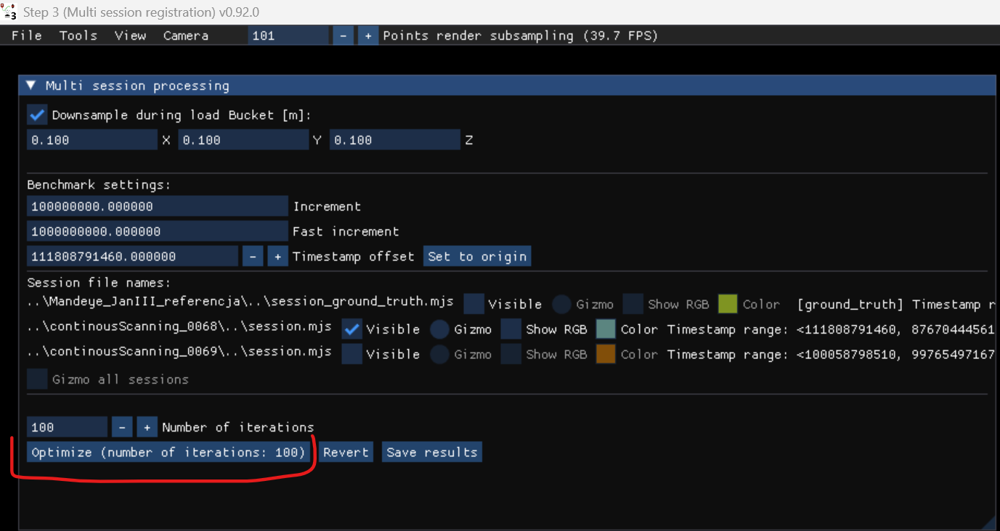 Step 3 (Multi session registration) v0.92.0
File Tools View Camera 101 - + Points render subsampling (39.7 FPS)
Multi session processing
Downsample during load Bucket [m]:
0.100 X 0.100 Y 0.100 Z
Benchmark settings:
100000000.000000 Increment
1000000000.000000 Fast increment
111808791460.000000 - + Timestamp offset Set to origin
Session file names:
..\Mandeye_JanIII_referencja\..\session_ground_truth.mjs Visible Gizmo Show RGB Color [ground_truth] Timestamp r
..\continousScanning_0068\..\session.mjs Visible Gizmo Show RGB Color Timestamp range: <111808791460, 87670444561
..\continousScanning_0069\..\session.mjs Visible Gizmo Show RGB Color Timestamp range: <100058798510, 99765497167
Gizmo all sessions
100 - + Number of iterations
Optimize (number of iterations: 100) Revert Save results